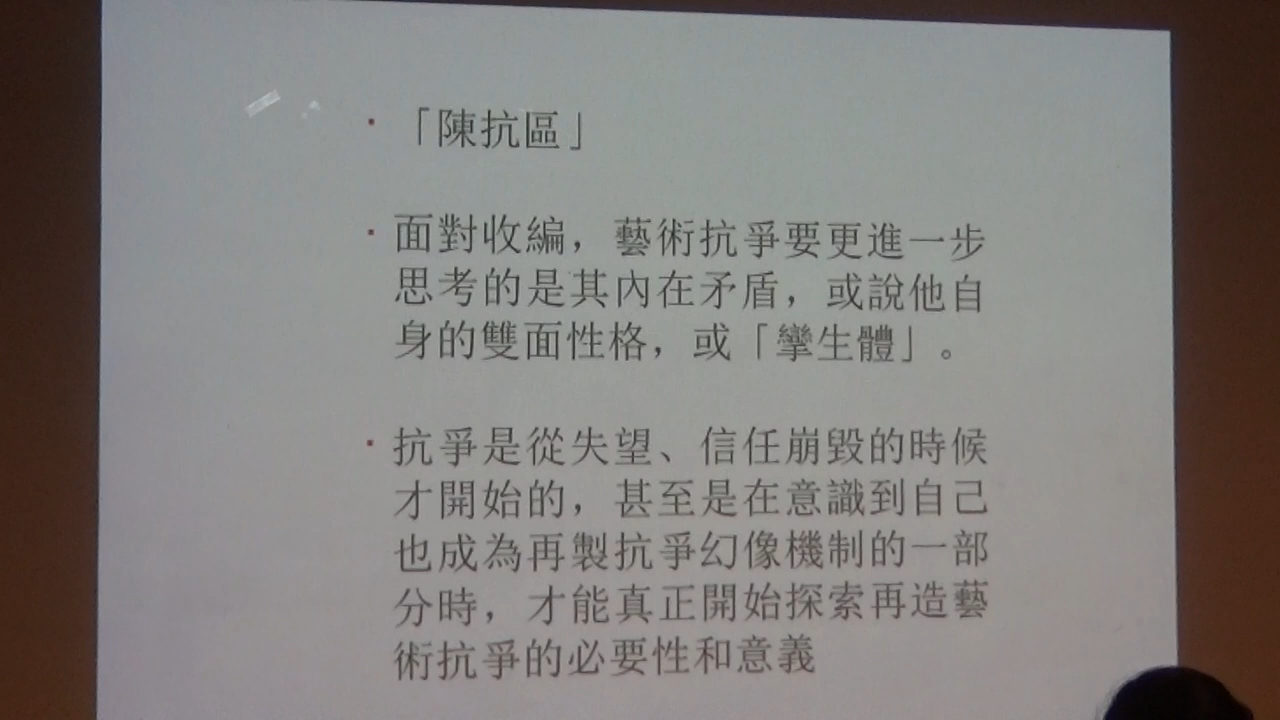 · 「陳抗區」
· 面對收編，藝術抗爭要更進一步
思考的是其內在矛盾，或說他自
身的雙面性格，或「孿生體」。
· 抗爭是從失望、信任崩毀的時候
才開始的，甚至是在意識到自己
也成為再製抗爭幻像機制的一部
分時，才能真正開始探索再造藝
術抗爭的必要性和意義